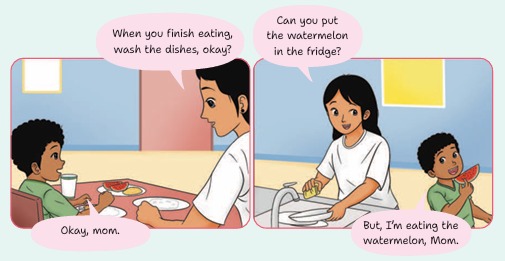 When you finish eating,
wash the dishes, okay?
Okay, mom.
Can you put
the watermelon
in the fridge?
But, I'm eating the
watermelon, Mom.